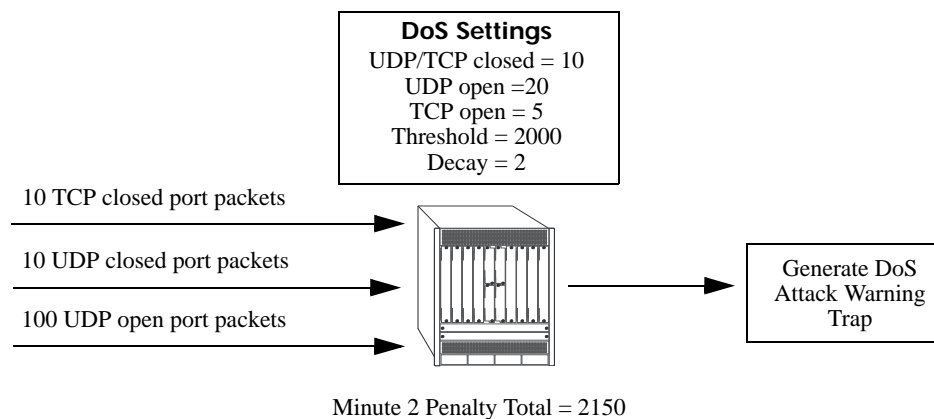 DoS Settings
UDP/TCP closed = 10
UDP open =20
TCP open = 5
Threshold = 2000
Decay = 2
10 TCP closed port packets
10 UDP closed port packets
100 UDP open port packets
Generate DoS
Attack Warning
Trap
Minute 2 Penalty Total = 2150